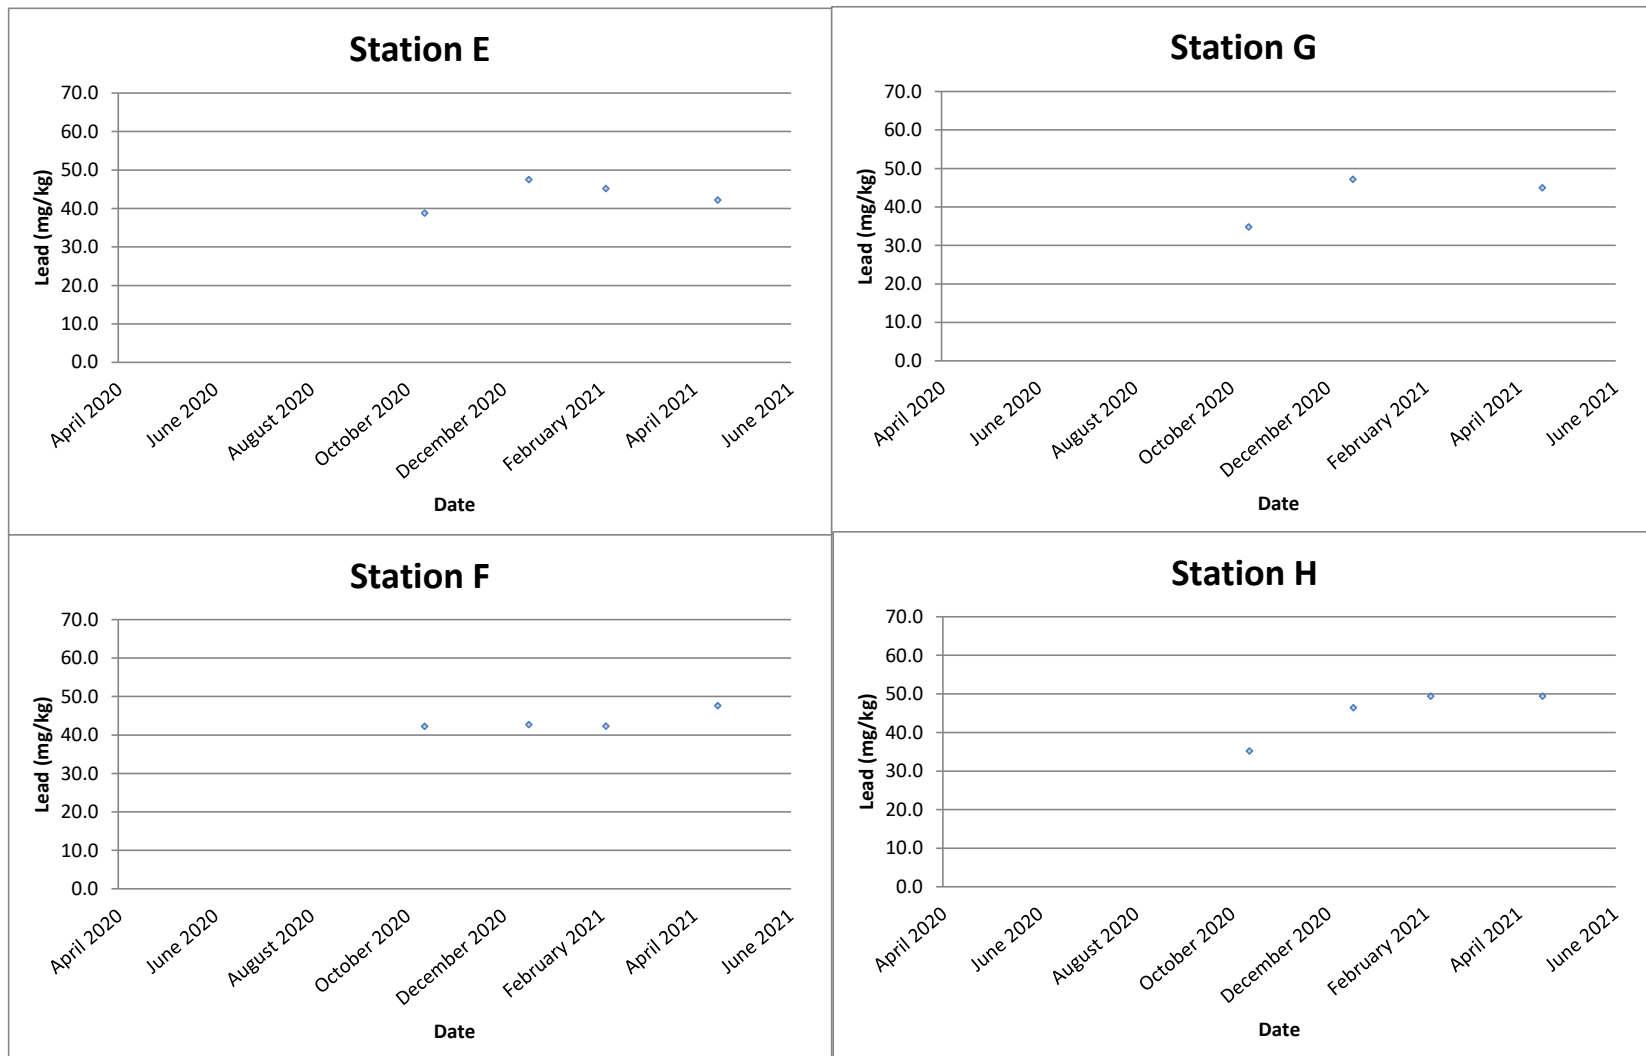 Station E
70.0
60.0
50.0
40.0
30.0
20.0
10.0
0.0
Lead (mg/kg)
April 2020
June 2020
August 2020
October 2020
December 2020
February 2021
April 2021
June 2021
Date
Station G
70.0
60.0
50.0
40.0
30.0
20.0
10.0
0.0
Lead (mg/kg)
April 2020
June 2020
August 2020
October 2020
December 2020
February 2021
April 2021
June 2021
Date
Station F
70.0
60.0
50.0
40.0
30.0
20.0
10.0
0.0
Lead (mg/kg)
April 2020
June 2020
August 2020
October 2020
December 2020
February 2021
April 2021
June 2021
Date
Station H
70.0
60.0
50.0
40.0
30.0
20.0
10.0
0.0
Lead (mg/kg)
April 2020
June 2020
August 2020
October 2020
December 2020
February 2021
April 2021
June 2021
Date